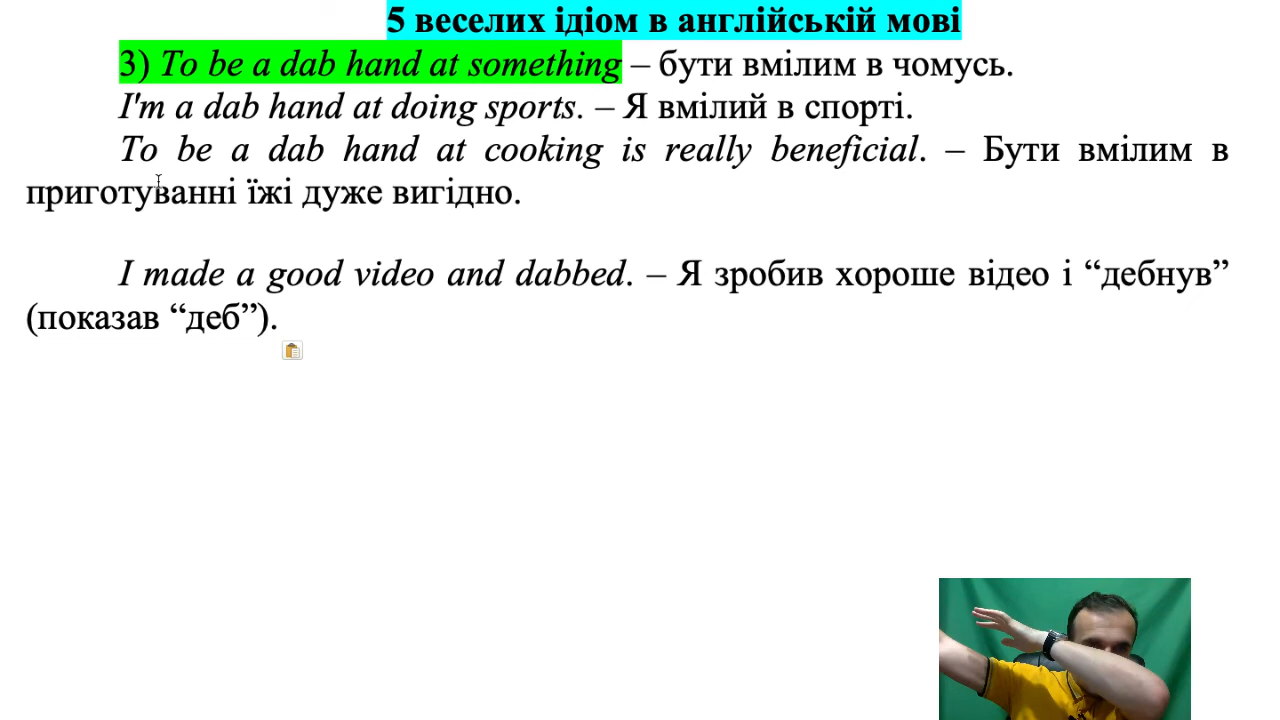 5 веселих ідіом в англійській мові
3) To be a dab hand at something – бути вмілим в чомусь.
I'm a dab hand at doing sports. – Я вмілий в спорті.
To be a dab hand at cooking is really beneficial. – Бути вмілим в
приготуванні їжі дуже вигідно.
I made a good video and dabbed. – Я зробив хороше відео і “дебнув”
(показав “деб”).